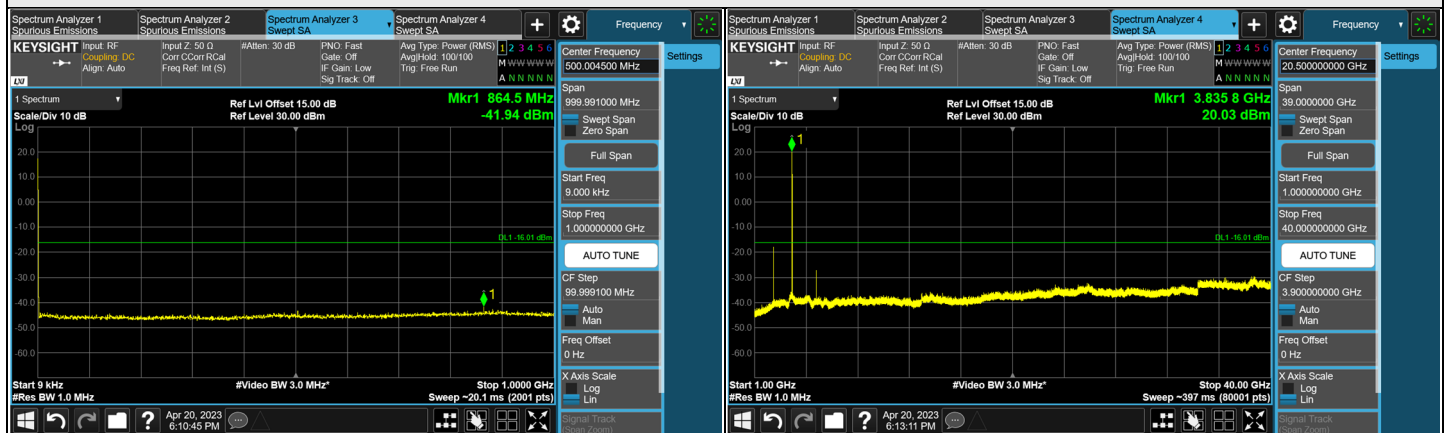 Spectrum Analyzer 1
Spurious Emissions
Spectrum Analyzer 2
Spurious Emissions
Spectrum Analyzer 3
Swept SA
Spectrum Analyzer 4
Swept SA
+
Frequency
KEYSIGHT
LXI
Input: RF
Coupling: DC
Align: Auto
Input Z: 50 Ω
Corr CCorr RCal
Freq Ref: Int (S)
#Atten: 30 dB
PNO: Fast
Gate: Off
IF Gain: Low
Sig Track: Off
Avg Type: Power (RMS)
Avg|Hold: 100/100
Trig: Free Run
1 2 3 4 5 6
M W W W W W
A N N N N N
Center Frequency
500.004500 MHz
Settings
Span
999.991000 MHz
Swept Span
Zero Span
Full Span
Start Freq
9.000 kHz
Stop Freq
1.000000000 GHz
AUTO TUNE
CF Step
99.999100 MHz
Auto
Man
Freq Offset
0 Hz
X Axis Scale
Log
Lin
Signal Track
(Span Zoom)
1 Spectrum
Scale/Div 10 dB
Log
Ref Lvl Offset 15.00 dB
Ref Level 30.00 dBm
Mkr1 864.5 MHz
-41.94 dBm
20.0
10.0
0.00
-10.0
DL1 -16.01 dBm
-20.0
-30.0
1
-40.0
-50.0
-60.0
Start 9 kHz
#Res BW 1.0 MHz
#Video BW 3.0 MHz*
Stop 1.0000 GHz
Sweep ~20.1 ms (2001 pts)
?
Apr 20, 2023
6:10:45 PM
Spectrum Analyzer 1
Spurious Emissions
Spectrum Analyzer 2
Spurious Emissions
Spectrum Analyzer 3
Swept SA
Spectrum Analyzer 4
Swept SA
+
Frequency
KEYSIGHT
LXI
Input: RF
Coupling: DC
Align: Auto
Input Z: 50 Ω
Corr CCorr RCal
Freq Ref: Int (S)
#Atten: 30 dB
PNO: Fast
Gate: Off
IF Gain: Low
Sig Track: Off
Avg Type: Power (RMS)
Avg|Hold: 100/100
Trig: Free Run
1 2 3 4 5 6
M W W W W W
A N N N N N
Center Frequency
20.500000000 GHz
Settings
Span
39.0000000 GHz
Swept Span
Zero Span
Full Span
Start Freq
1.000000000 GHz
Stop Freq
40.000000000 GHz
AUTO TUNE
CF Step
3.900000000 GHz
Auto
Man
Freq Offset
0 Hz
X Axis Scale
Log
Lin
Signal Track
(Span Zoom)
1 Spectrum
Scale/Div 10 dB
Log
Ref Lvl Offset 15.00 dB
Ref Level 30.00 dBm
Mkr1 3.835 8 GHz
20.03 dBm
1
20.0
10.0
0.00
-10.0
DL1 -16.01 dBm
-20.0
-30.0
-40.0
-50.0
-60.0
Start 1.00 GHz
#Res BW 1.0 MHz
#Video BW 3.0 MHz*
Stop 40.00 GHz
Sweep ~397 ms (80001 pts)
?
Apr 20, 2023
6:13:11 PM